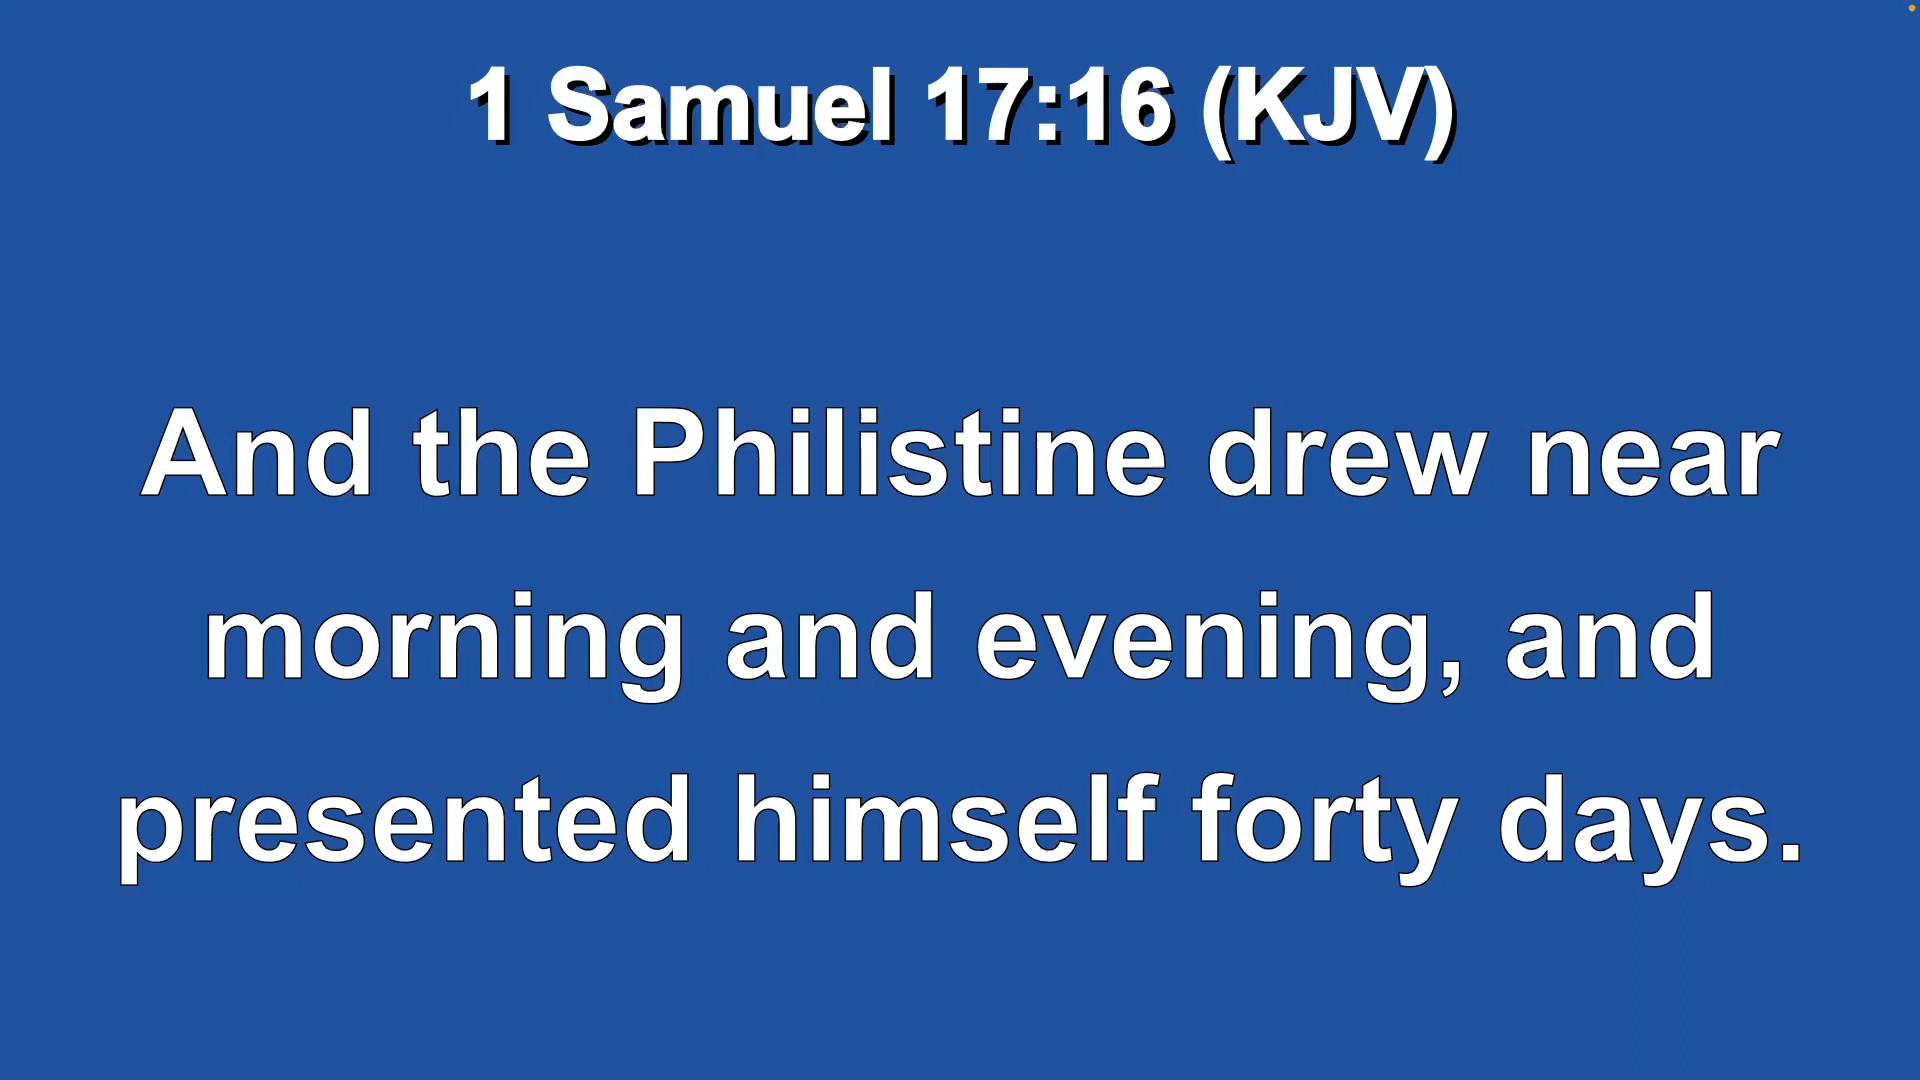 1 Samuel 17:16 (KJV)
And the Philistine drew near
morning and evening, and
presented himself forty days.